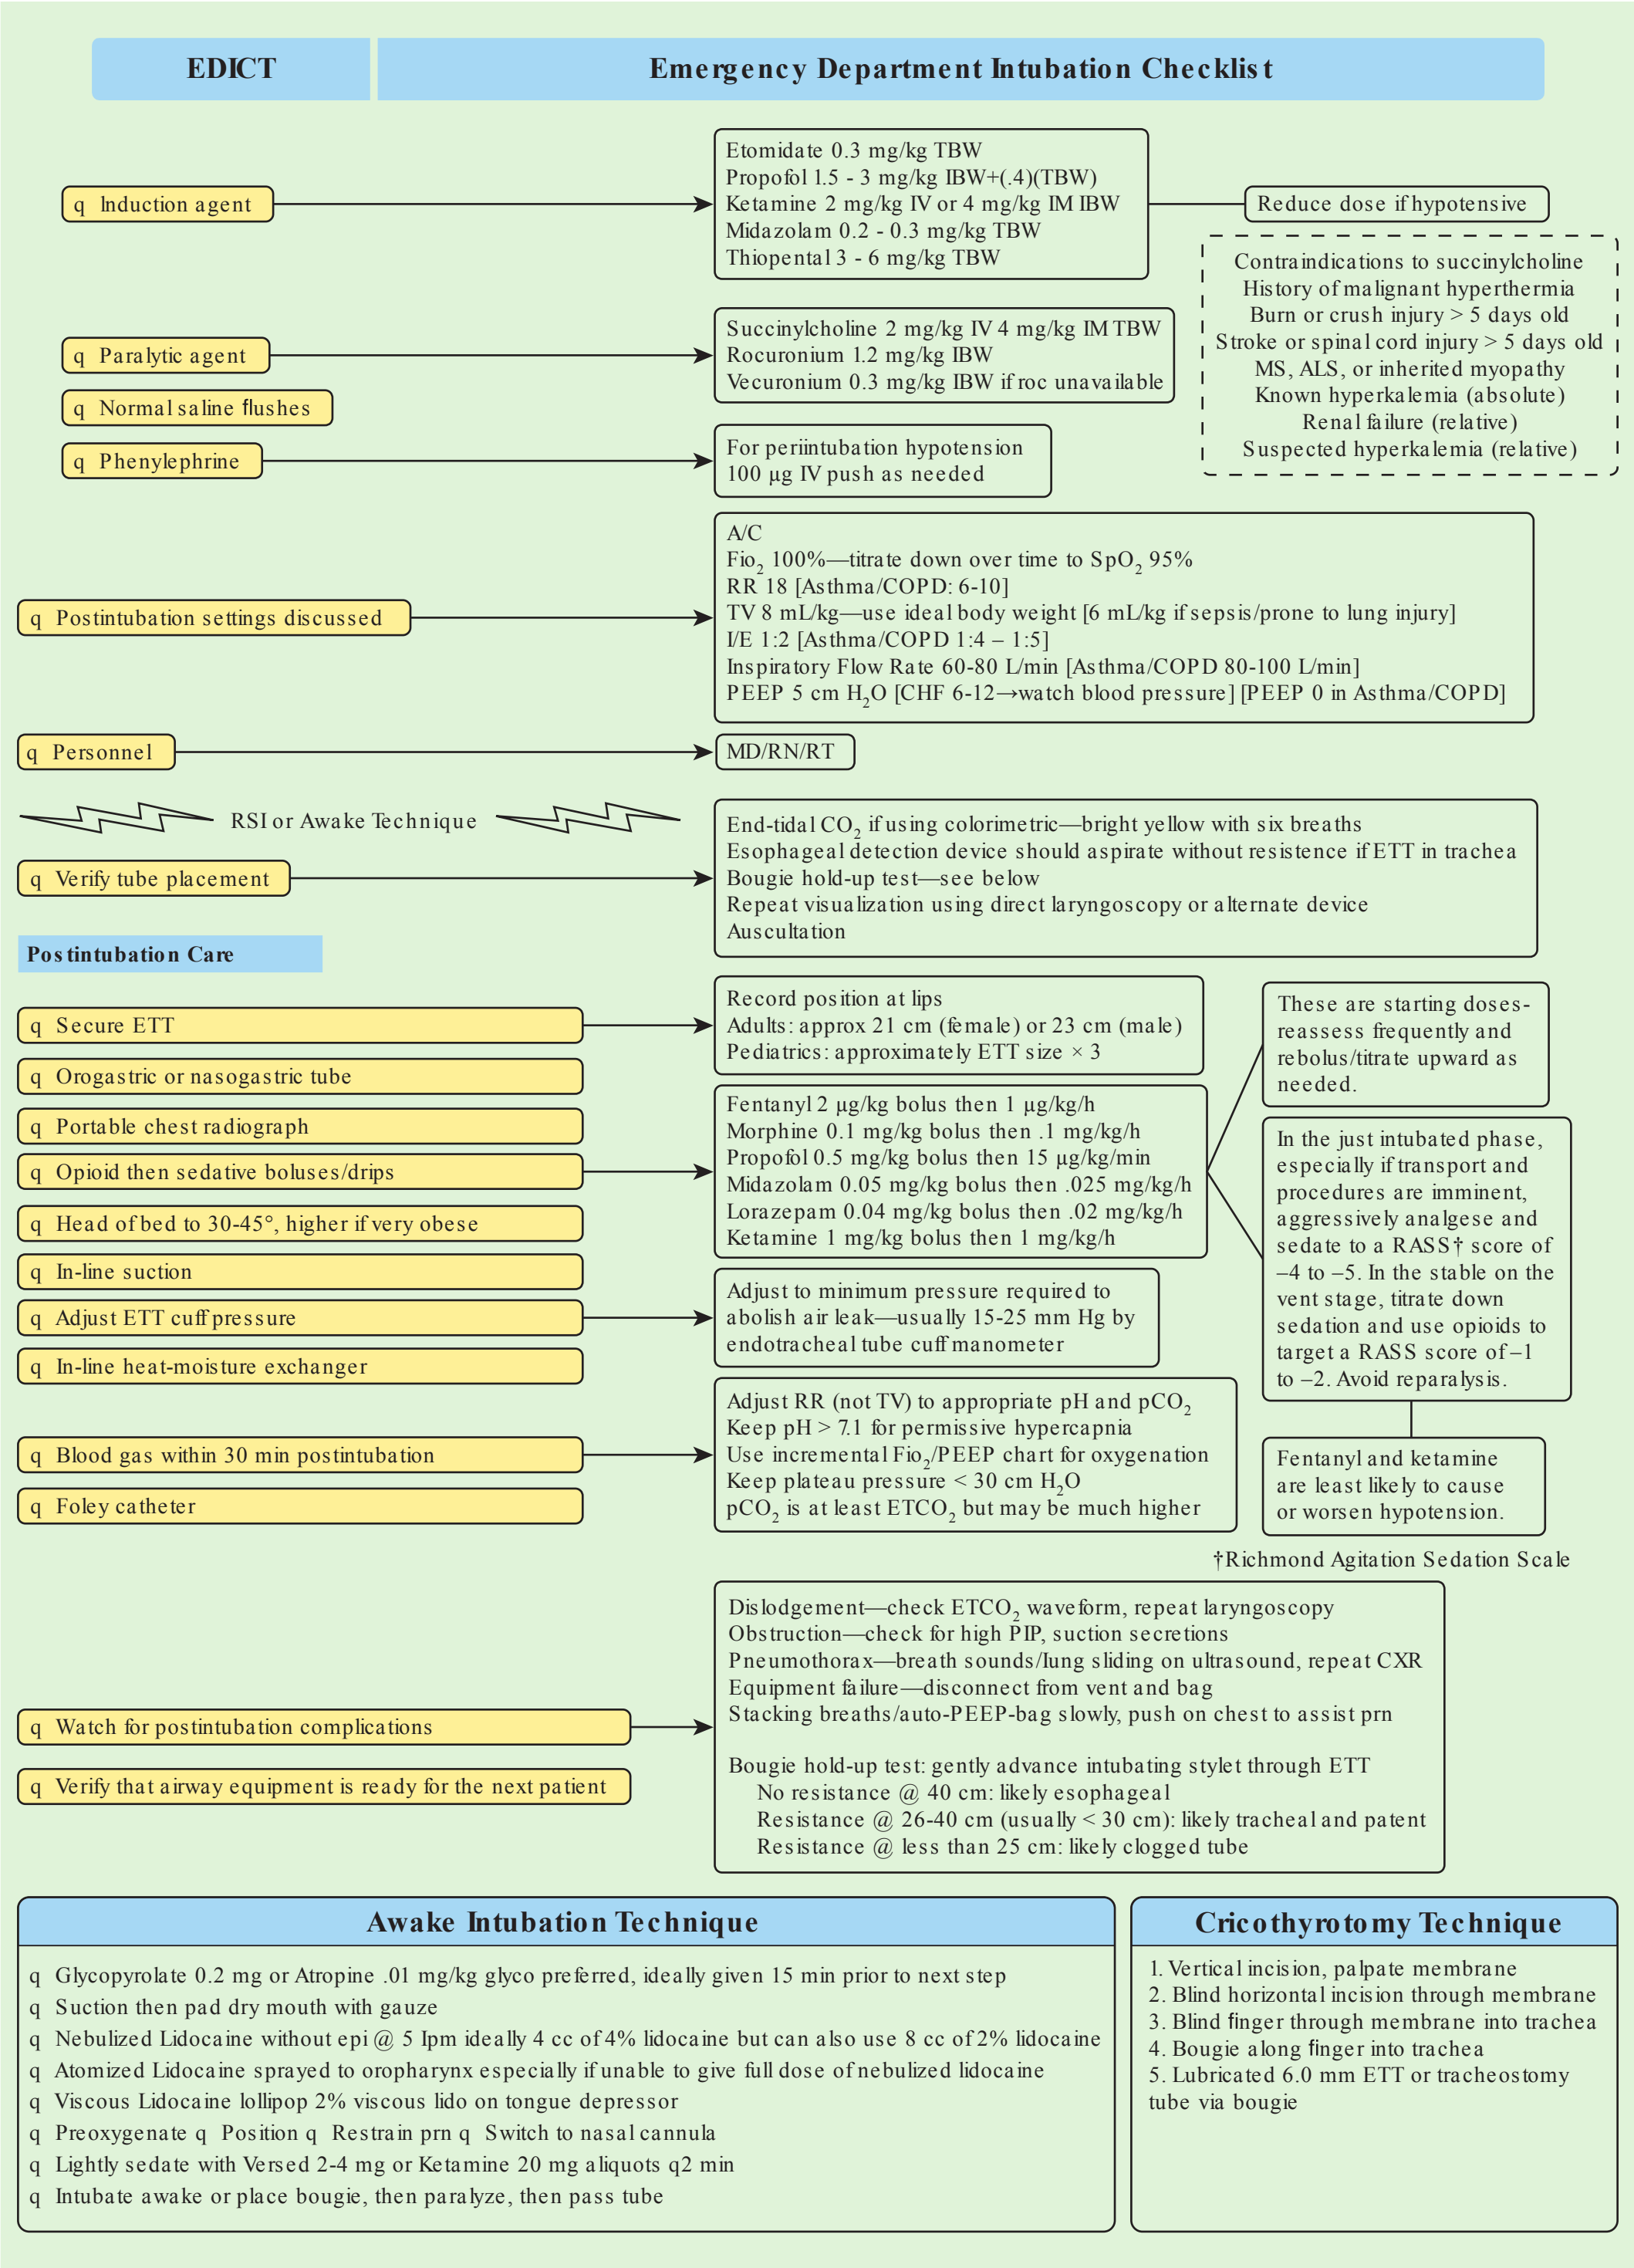 EDICT
Emergency Department Intubation Checklist
q Induction agent
Etomidate 0.3 mg/kg TBW
Propofol 1.5 - 3 mg/kg IBW+(.4)(TBW)
Ketamine 2 mg/kg IV or 4 mg/kg IM IBW
Midazolam 0.2 - 0.3 mg/kg TBW
Thiopental 3 - 6 mg/kg TBW
Reduce dose if hypotensive
Contraindications to succinylcholine
History of malignant hyperthermia
Burn or crush injury > 5 days old
Stroke or spinal cord injury > 5 days old
MS, ALS, or inherited myopathy
Known hyperkalemia (absolute)
Renal failure (relative)
Suspected hyperkalemia (relative)
q Paralytic agent
Succinylcholine 2 mg/kg IV 4 mg/kg IM TBW
Rocuronium 1.2 mg/kg IBW
Vecuronium 0.3 mg/kg IBW if roc unavailable
q Normal saline flushes
q Phenylephrine
For periintubation hypotension
100 µg IV push as needed
q Postintubation settings discussed
A/C
Fio₂ 100%—titrate down over time to SpO₂ 95%
RR 18 [Asthma/COPD: 6-10]
TV 8 mL/kg—use ideal body weight [6 mL/kg if sepsis/prone to lung injury]
I/E 1:2 [Asthma/COPD 1:4 – 1:5]
Inspiratory Flow Rate 60-80 L/min [Asthma/COPD 80-100 L/min]
PEEP 5 cm H₂O [CHF 6-12→watch blood pressure] [PEEP 0 in Asthma/COPD]
q Personnel
MD/RN/RT
RSI or Awake Technique
q Verify tube placement
End-tidal CO₂ if using colorimetric—bright yellow with six breaths
Esophageal detection device should aspirate without resistence if ETT in trachea
Bougie hold-up test—see below
Repeat visualization using direct laryngoscopy or alternate device
Auscultation
Postintubation Care
q Secure ETT
Record position at lips
Adults: approx 21 cm (female) or 23 cm (male)
Pediatrics: approximately ETT size × 3
q Orogastric or nasogastric tube
q Portable chest radiograph
q Opioid then sedative boluses/drips
Fentanyl 2 µg/kg bolus then 1 µg/kg/h
Morphine 0.1 mg/kg bolus then .1 mg/kg/h
Propofol 0.5 mg/kg bolus then 15 µg/kg/min
Midazolam 0.05 mg/kg bolus then .025 mg/kg/h
Lorazepam 0.04 mg/kg bolus then .02 mg/kg/h
Ketamine 1 mg/kg bolus then 1 mg/kg/h
These are starting doses-
reassess frequently and
rebolus/titrate upward as
needed.
In the just intubated phase,
especially if transport and
procedures are imminent,
aggressively analgese and
sedate to a RASS† score of
–4 to –5. In the stable on the
vent stage, titrate down
sedation and use opioids to
target a RASS score of –1
to –2. Avoid reparalysis.
Fentanyl and ketamine
are least likely to cause
or worsen hypotension.
†Richmond Agitation Sedation Scale
q Head of bed to 30-45°, higher if very obese
q In-line suction
q Adjust ETT cuff pressure
Adjust to minimum pressure required to
abolish air leak—usually 15-25 mm Hg by
endotracheal tube cuff manometer
q In-line heat-moisture exchanger
q Blood gas within 30 min postintubation
Adjust RR (not TV) to appropriate pH and pCO₂
Keep pH > 7.1 for permissive hypercapnia
Use incremental Fio₂/PEEP chart for oxygenation
Keep plateau pressure < 30 cm H₂O
pCO₂ is at least ETCO₂ but may be much higher
q Foley catheter
q Watch for postintubation complications
q Verify that airway equipment is ready for the next patient
Dislodgement—check ETCO₂ waveform, repeat laryngoscopy
Obstruction—check for high PIP, suction secretions
Pneumothorax—breath sounds/Iung sliding on ultrasound, repeat CXR
Equipment failure—disconnect from vent and bag
Stacking breaths/auto-PEEP-bag slowly, push on chest to assist prn
Bougie hold-up test: gently advance intubating stylet through ETT
No resistance @ 40 cm: likely esophageal
Resistance @ 26-40 cm (usually < 30 cm): likely tracheal and patent
Resistance @ less than 25 cm: likely clogged tube
Awake Intubation Technique
q Glycopyrolate 0.2 mg or Atropine .01 mg/kg glyco preferred, ideally given 15 min prior to next step
q Suction then pad dry mouth with gauze
q Nebulized Lidocaine without epi @ 5 Ipm ideally 4 cc of 4% lidocaine but can also use 8 cc of 2% lidocaine
q Atomized Lidocaine sprayed to oropharynx especially if unable to give full dose of nebulized lidocaine
q Viscous Lidocaine lollipop 2% viscous lido on tongue depressor
q Preoxygenate q Position q Restrain prn q Switch to nasal cannula
q Lightly sedate with Versed 2-4 mg or Ketamine 20 mg aliquots q2 min
q Intubate awake or place bougie, then paralyze, then pass tube
Cricothyrotomy Technique
1. Vertical incision, palpate membrane
2. Blind horizontal incision through membrane
3. Blind finger through membrane into trachea
4. Bougie along finger into trachea
5. Lubricated 6.0 mm ETT or tracheostomy
tube via bougie